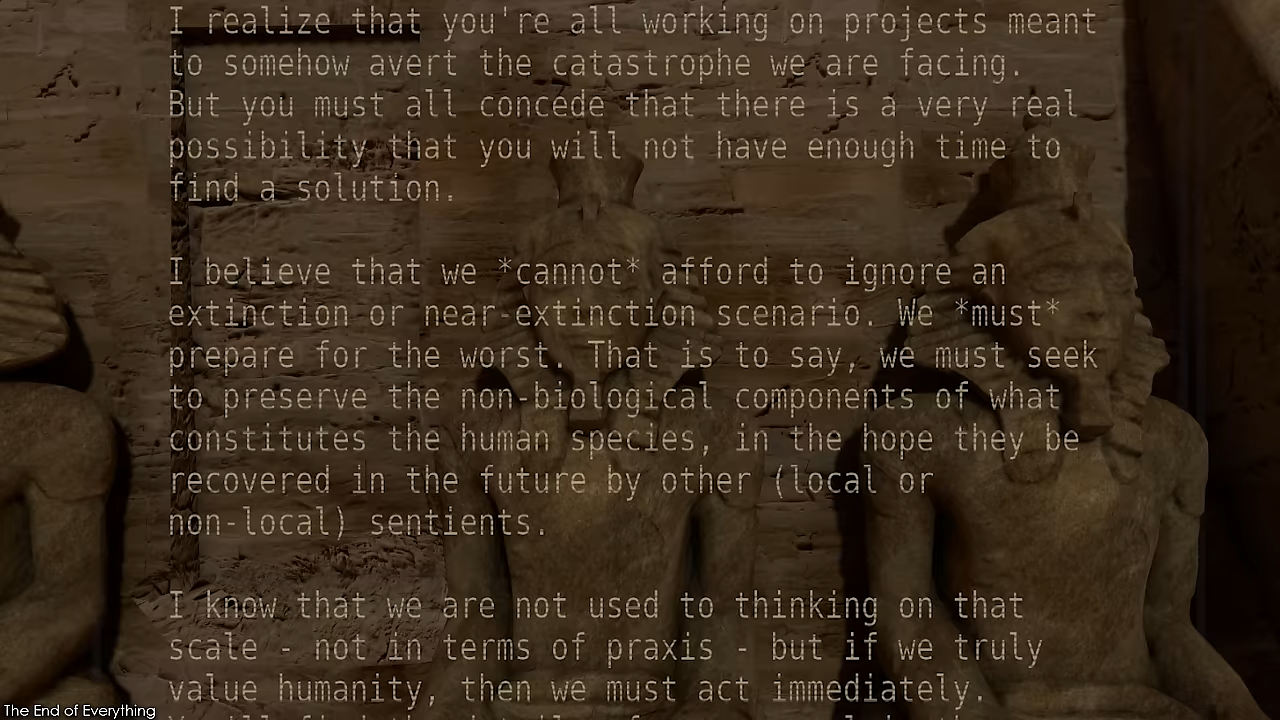 I realize that you're all working on projects meant
to somehow avert the catastrophe we are facing.
But you must all concede that there is a very real
possibility that you will not have enough time to
find a solution.
I believe that we *cannot* afford to ignore an
extinction or near-extinction scenario. We *must*
prepare for the worst. That is to say, we must seek
to preserve the non-biological components of what
constitutes the human species, in the hope they be
recovered in the future by other (local or
non-local) sentients.
I know that we are not used to thinking on that
scale - not in terms of praxis - but if we truly
value humanity, then we must act immediately.
The End of Everything